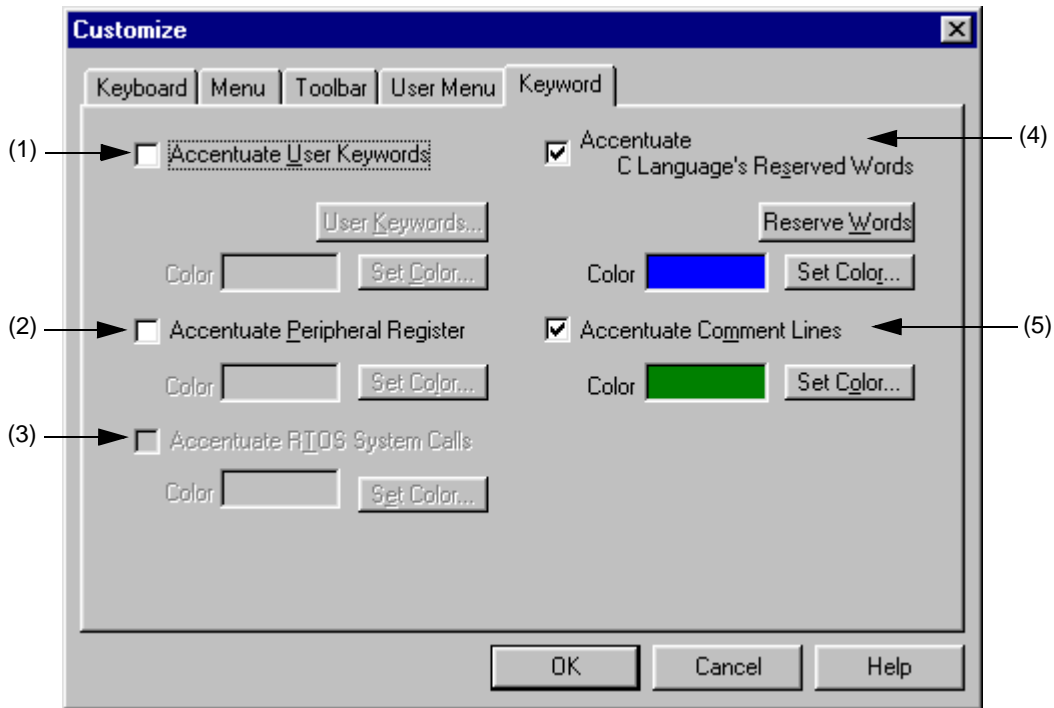 Customize
Keyboard Menu Toolbar User Menu Keyword
(1) Accentuate User Keywords
Accentuate
C Language's Reserved Words (4)
User Keywords... Reserve Words
Color Set Color... Color Set Color...
(2) Accentuate Peripheral Register Accentuate Comment Lines (5)
Color Set Color... Color Set Color...
(3) Accentuate RTOS System Calls
Color Set Color...
OK Cancel Help